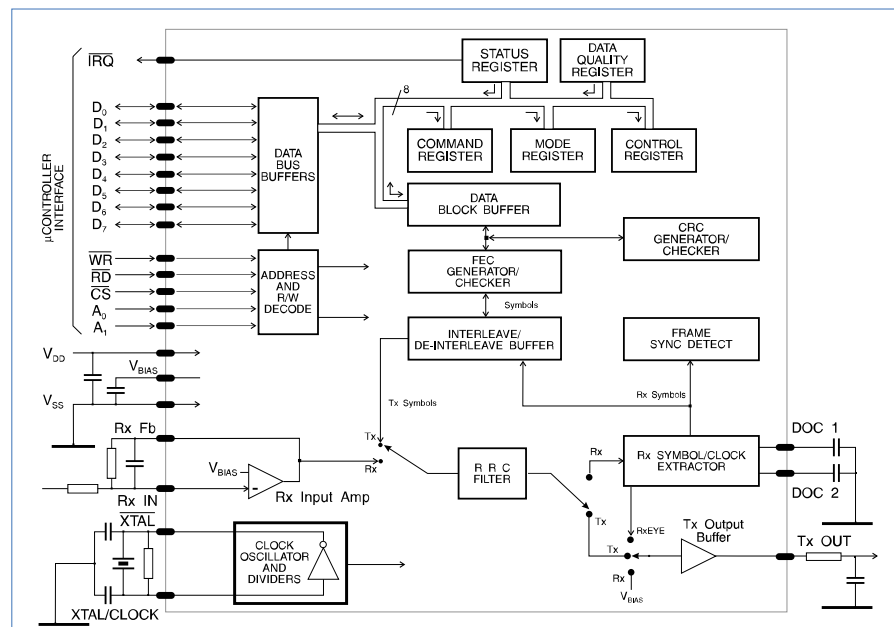 STATUS
REGISTER
DATA
QUALITY
REGISTER
IRQ
8
D0
D1
D2
D3
D4
D5
D6
D7
DATA
BUS
BUFFERS
COMMAND
REGISTER
MODE
REGISTER
CONTROL
REGISTER
µCONTROLLER
INTERFACE
DATA
BLOCK BUFFER
CRC
GENERATOR/
CHECKER
WR
RD
CS
A0
A1
ADDRESS
AND
R/W
DECODE
FEC
GENERATOR/
CHECKER
Symbols
INTERLEAVE/
DE-INTERLEAVE BUFFER
FRAME
SYNC DETECT
VDD
VBIAS
VSS
Tx Symbols
Rx Symbols
Rx Fb
VBIAS
Rx IN
Rx Input Amp
Tx
Rx
R R C
FILTER
Rx
Tx
Rx SYMBOL/CLOCK
EXTRACTOR
DOC 1
DOC 2
XTAL
CLOCK
OSCILLATOR
AND
DIVIDERS
XTAL/CLOCK
RxEYE
Tx
Rx
VBIAS
Tx Output
Buffer
Tx OUT